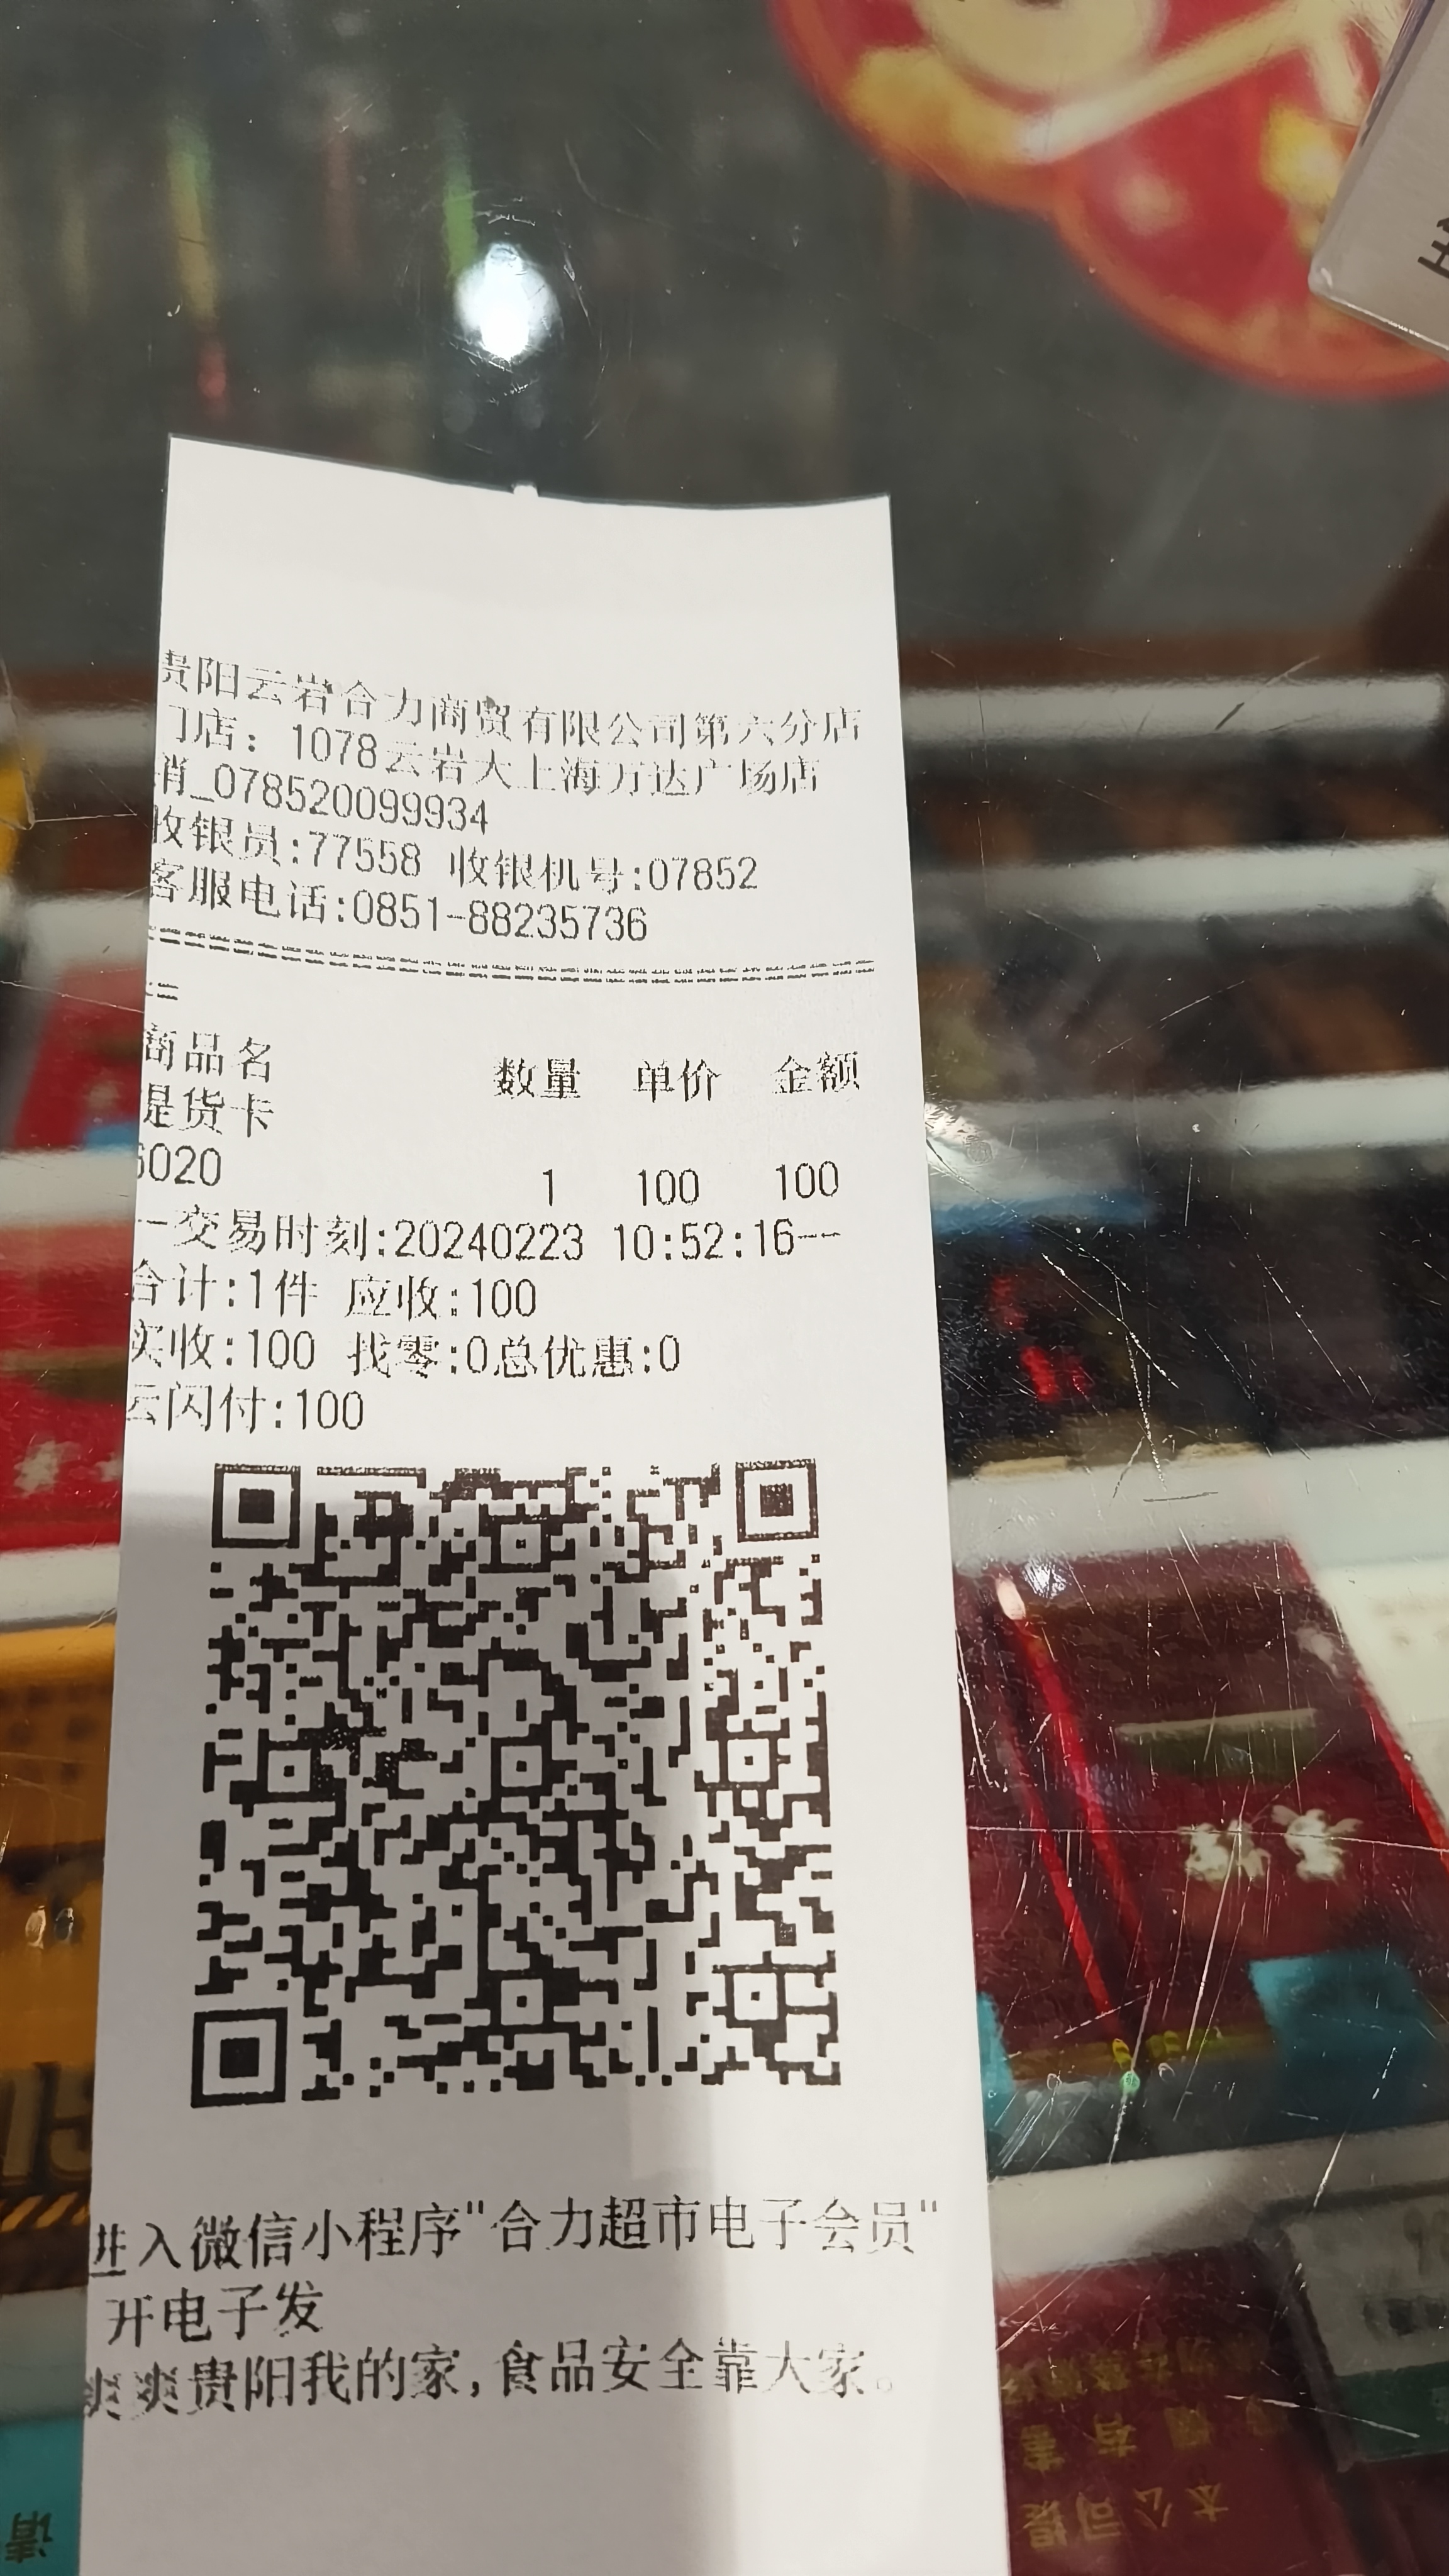 贵阳云岩合力商贸有限公司第六分店
门店：1078云岩大上海万达广场店
销_078520099934
收银员:77558 收银机号:07852
客服电话:0851-88235736
商品名 数量 单价 金额
提货卡
6020 1 100 100
--交易时刻:20240223 10:52:16--
合计:1件 应收:100
实收:100 找零:0总优惠:0
云闪付:100
进入微信小程序"合力超市电子会员"
开电子发
爽爽贵阳我的家,食品安全靠大家。
本公司提
请